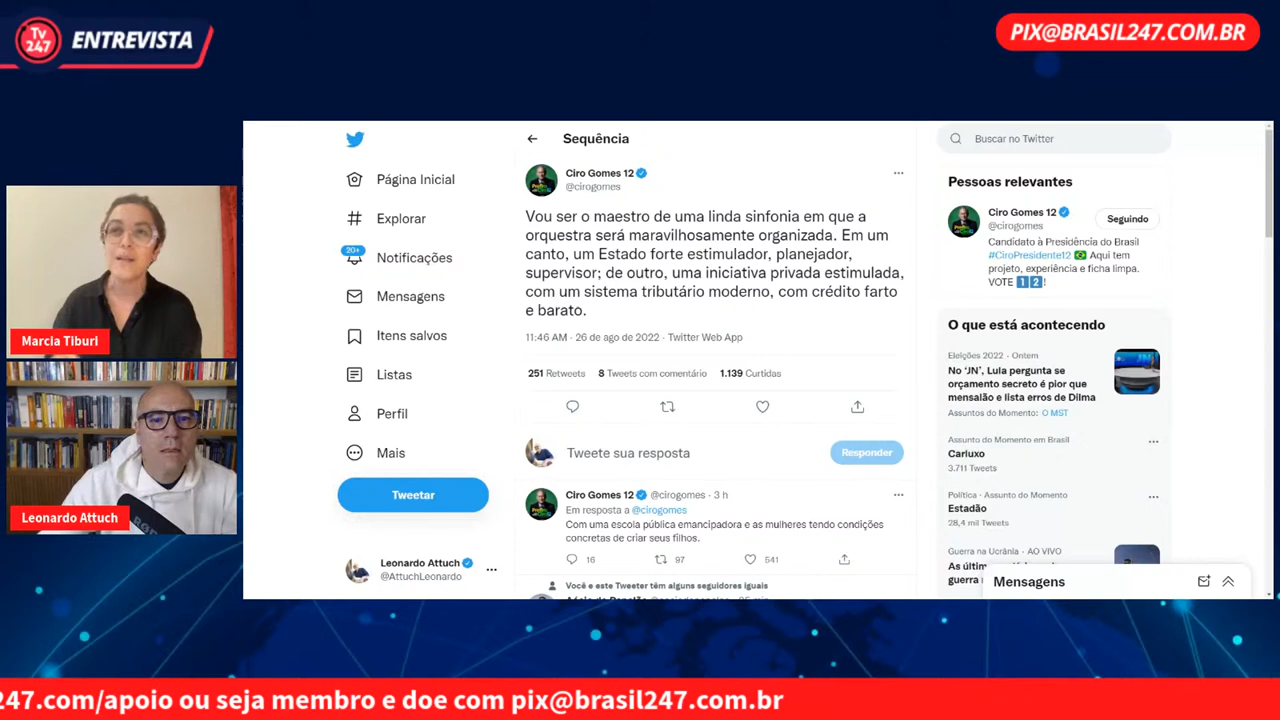 Tv
247
ENTREVISTA
PIX@BRASIL247.COM.BR
Marcia Tiburi
Leonardo Attuch
Página Inicial
Explorar
20+
Notificações
Mensagens
Itens salvos
Listas
Perfil
Mais
Tweetar
Leonardo Attuch
@AttuchLeonardo
Sequência
Ciro Gomes 12
@cirogomes
Vou ser o maestro de uma linda sinfonia em que a
orquestra será maravilhosamente organizada. Em um
canto, um Estado forte estimulador, planejador,
supervisor; de outro, uma iniciativa privada estimulada,
com um sistema tributário moderno, com crédito farto
e barato.
11:46 AM · 26 de ago de 2022 · Twitter Web App
251 Retweets 8 Tweets com comentário 1.139 Curtidas
Tweete sua resposta
Responder
Ciro Gomes 12 @cirogomes · 3 h
Em resposta a @cirogomes
Com uma escola pública emancipadora e as mulheres tendo condições
concretas de criar seus filhos.
16 97 541
Você e este Tweeter têm alguns seguidores iguais
Buscar no Twitter
Pessoas relevantes
Ciro Gomes 12
@cirogomes
Seguindo
Candidato à Presidência do Brasil
#CiroPresidente12 🇧🇷 Aqui tem
projeto, experiência e ficha limpa.
VOTE 1️⃣2️⃣!
O que está acontecendo
Eleições 2022 · Ontem
No ‘JN’, Lula pergunta se
orçamento secreto é pior que
mensalão e lista erros de Dilma
Assuntos do Momento: O MST
Assunto do Momento em Brasil
Cariuxo
3.711 Tweets
Política · Assunto do Momento
Estadão
28,4 mil Tweets
Guerra na Ucrânia · AO VIVO
As últim
guerra
Mensagens
247.com/apoio ou seja membro e doe com pix@brasil247.com.br